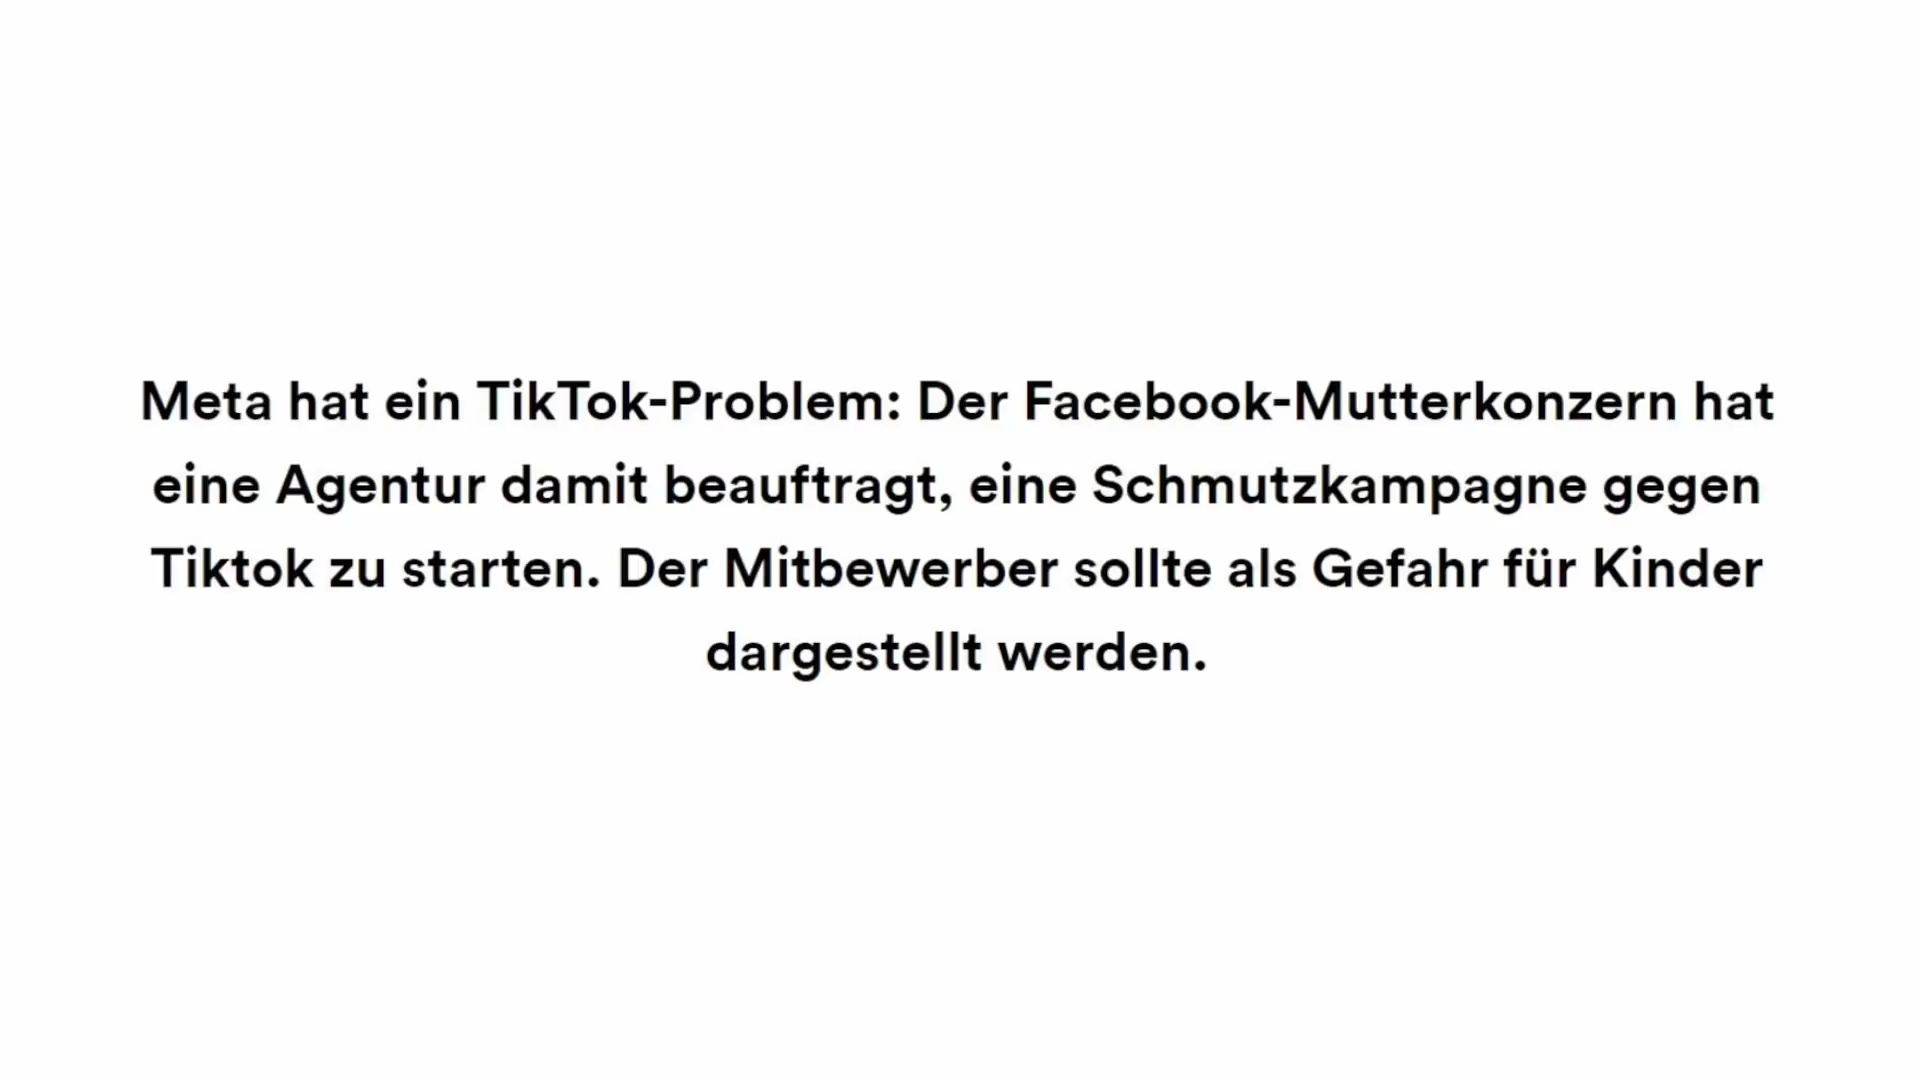 Meta hat ein TikTok-Problem: Der Facebook-Mutterkonzern hat
eine Agentur damit beauftragt, eine Schmutzkampagne gegen
Tiktok zu starten. Der Mitbewerber sollte als Gefahr für Kinder
dargestellt werden.